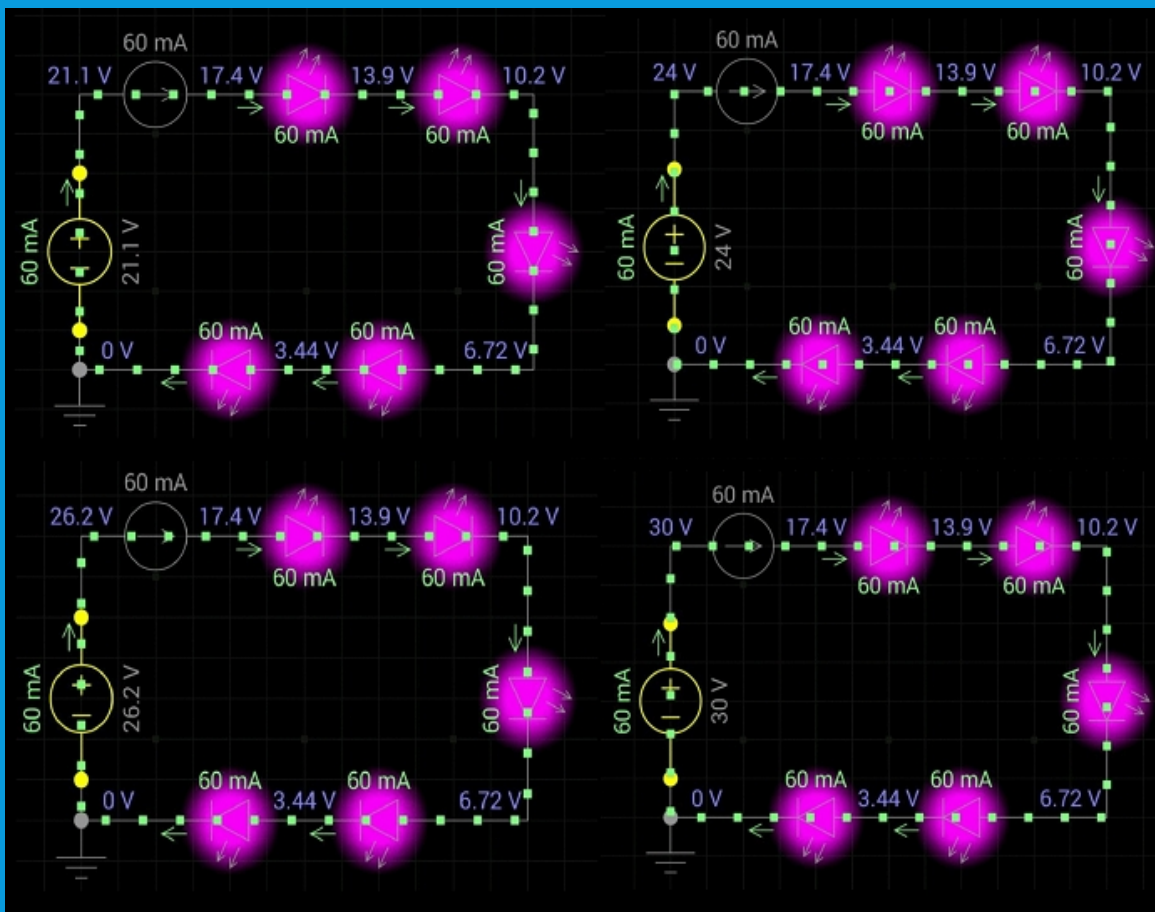 60 mA
21.1 V 17.4 V 13.9 V 10.2 V
60 mA 60 mA
60 mA 21.1 V 60 mA
60 mA 60 mA
0 V 3.44 V 6.72 V
60 mA
24 V 17.4 V 13.9 V 10.2 V
60 mA 60 mA
60 mA 24 V 60 mA
60 mA 60 mA
0 V 3.44 V 6.72 V
60 mA
26.2 V 17.4 V 13.9 V 10.2 V
60 mA 60 mA
60 mA 26.2 V 60 mA
60 mA 60 mA
0 V 3.44 V 6.72 V
60 mA
30 V 17.4 V 13.9 V 10.2 V
60 mA 60 mA
60 mA 30 V 60 mA
60 mA 60 mA
0 V 3.44 V 6.72 V